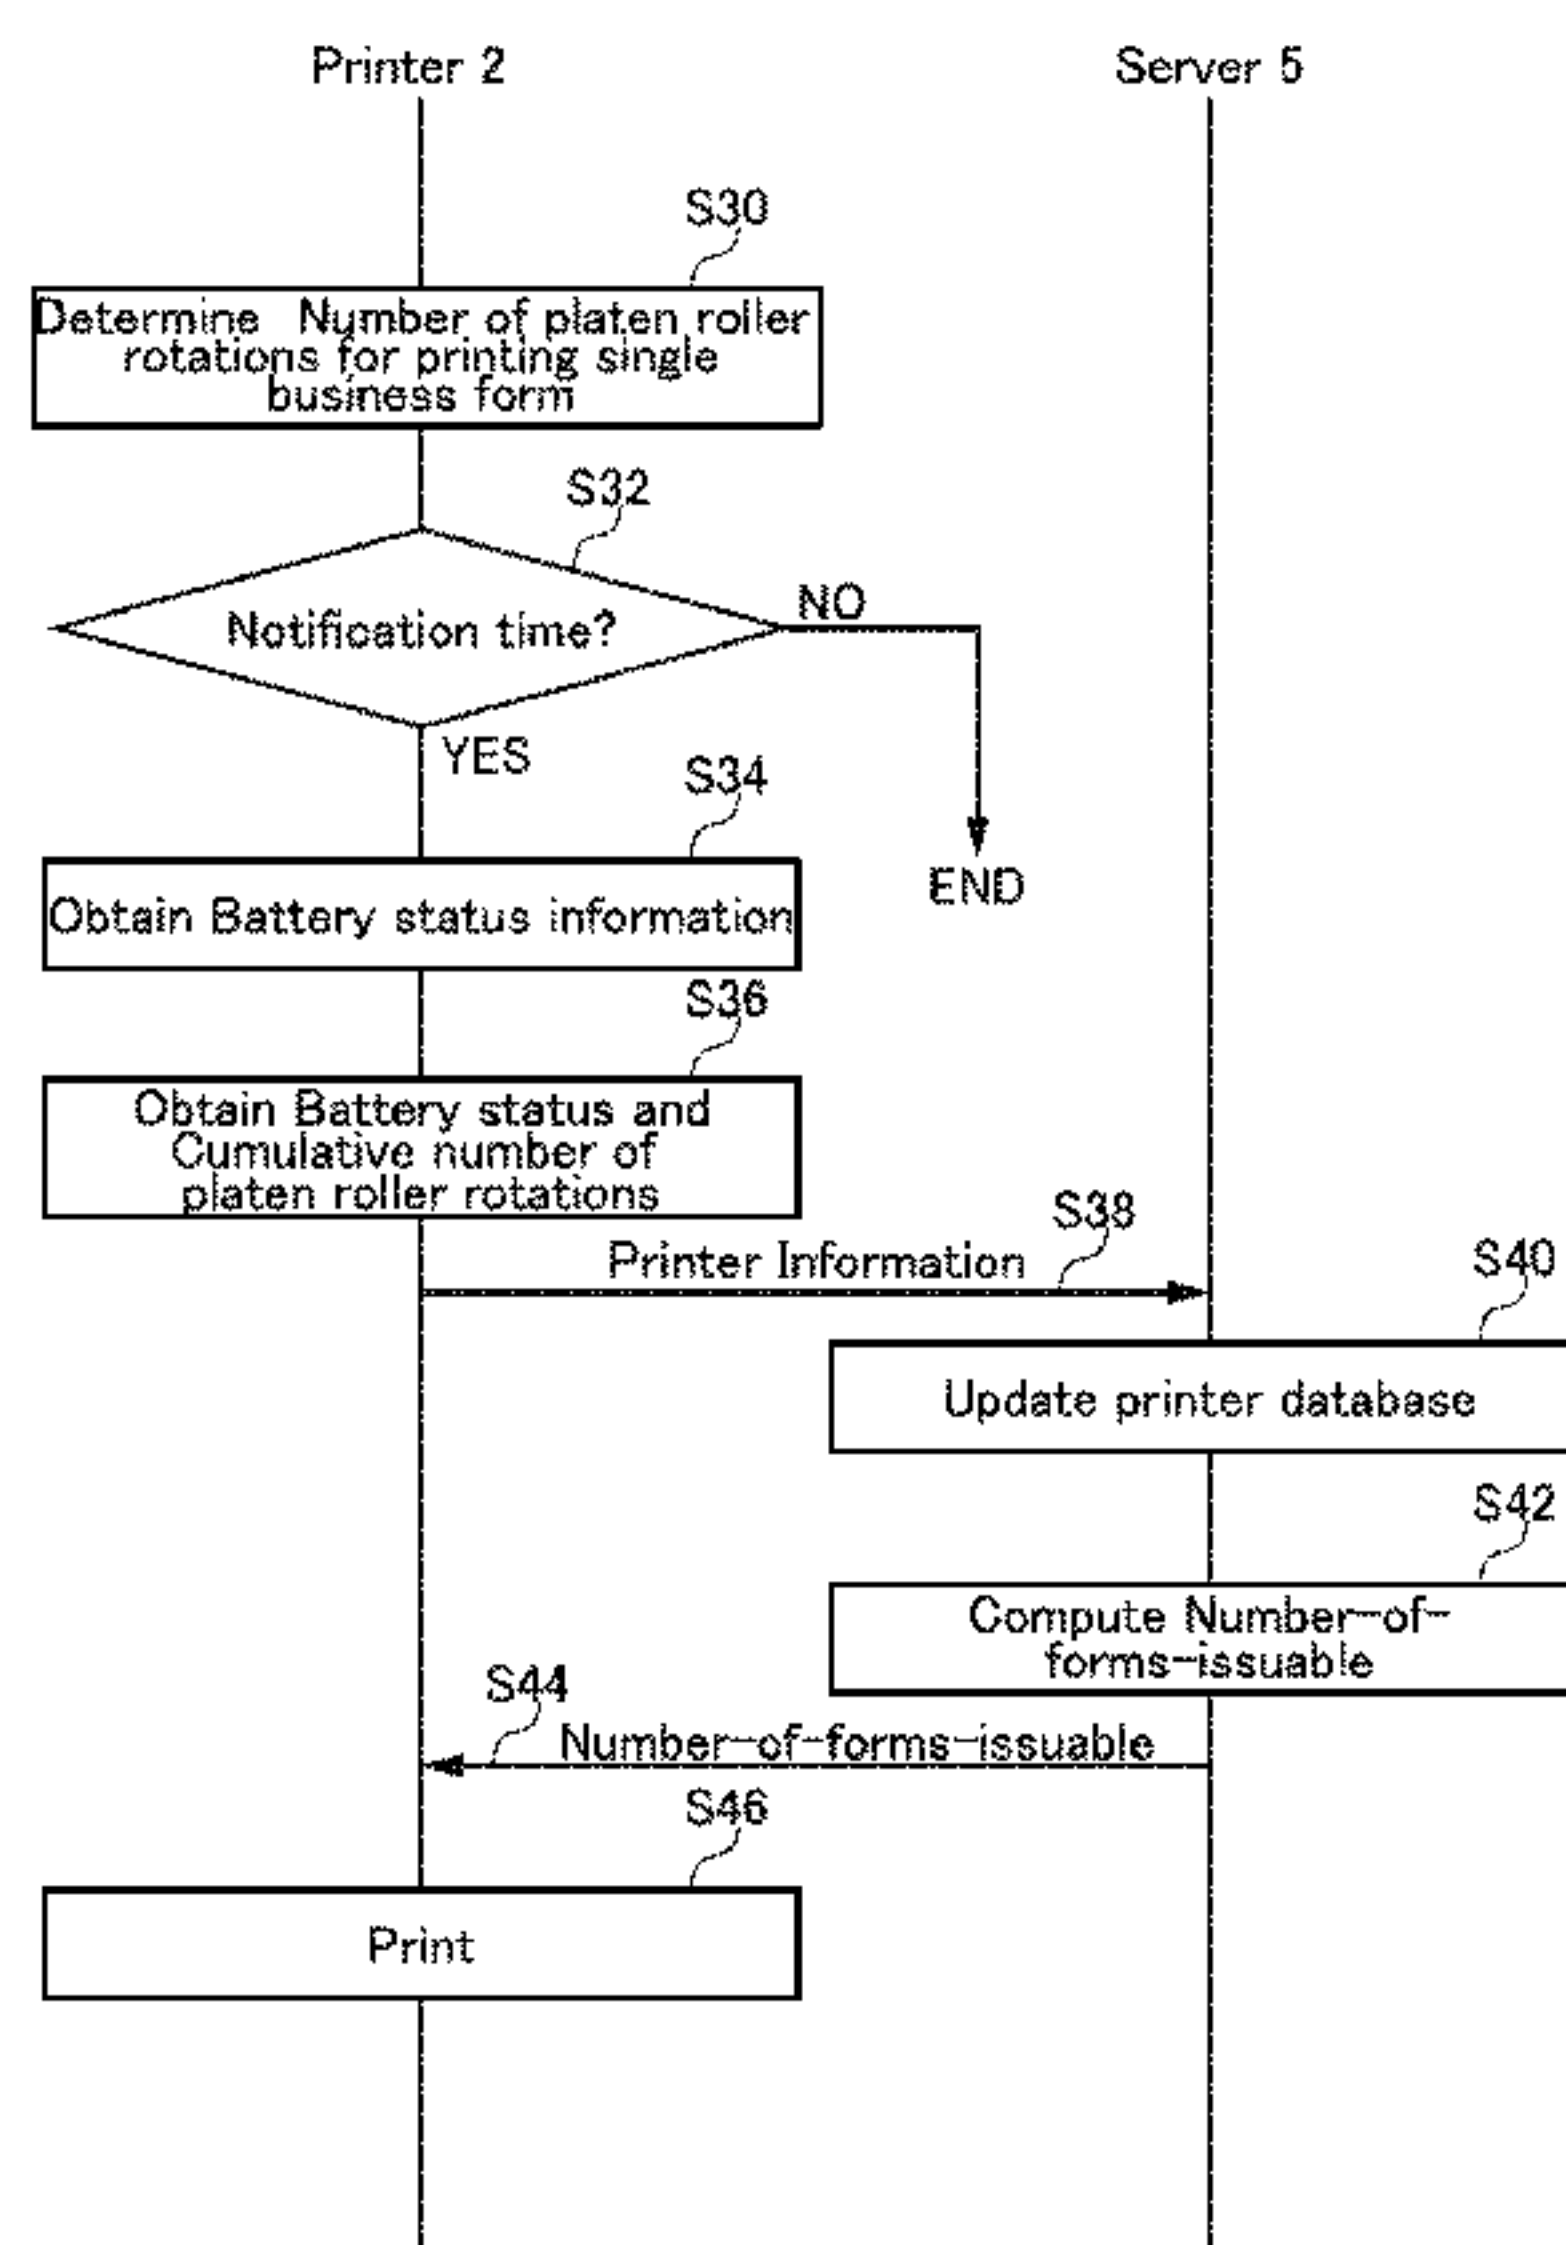 Printer 2
Server 5
S30
Determine Number of platen roller
rotations for printing single
business form
S32
Notification time?
NO
YES
END
S34
Obtain Battery status information
S36
Obtain Battery status and
Cumulative number of
platen roller rotations
S38
Printer Information
S40
Update printer database
S42
Compute Number-of-
forms-issuable
S44
Number-of-forms-issuable
S46
Print